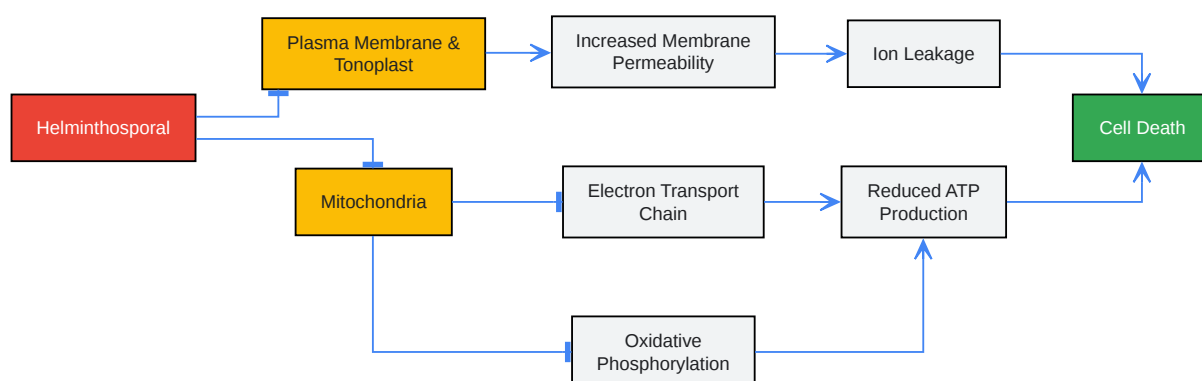 Plasma Membrane &
Tonoplast
Increased Membrane
Permeability
Ion Leakage
Helminthosporal
Cell Death
Mitochondria
Electron Transport
Chain
Reduced ATP
Production
Oxidative
Phosphorylation